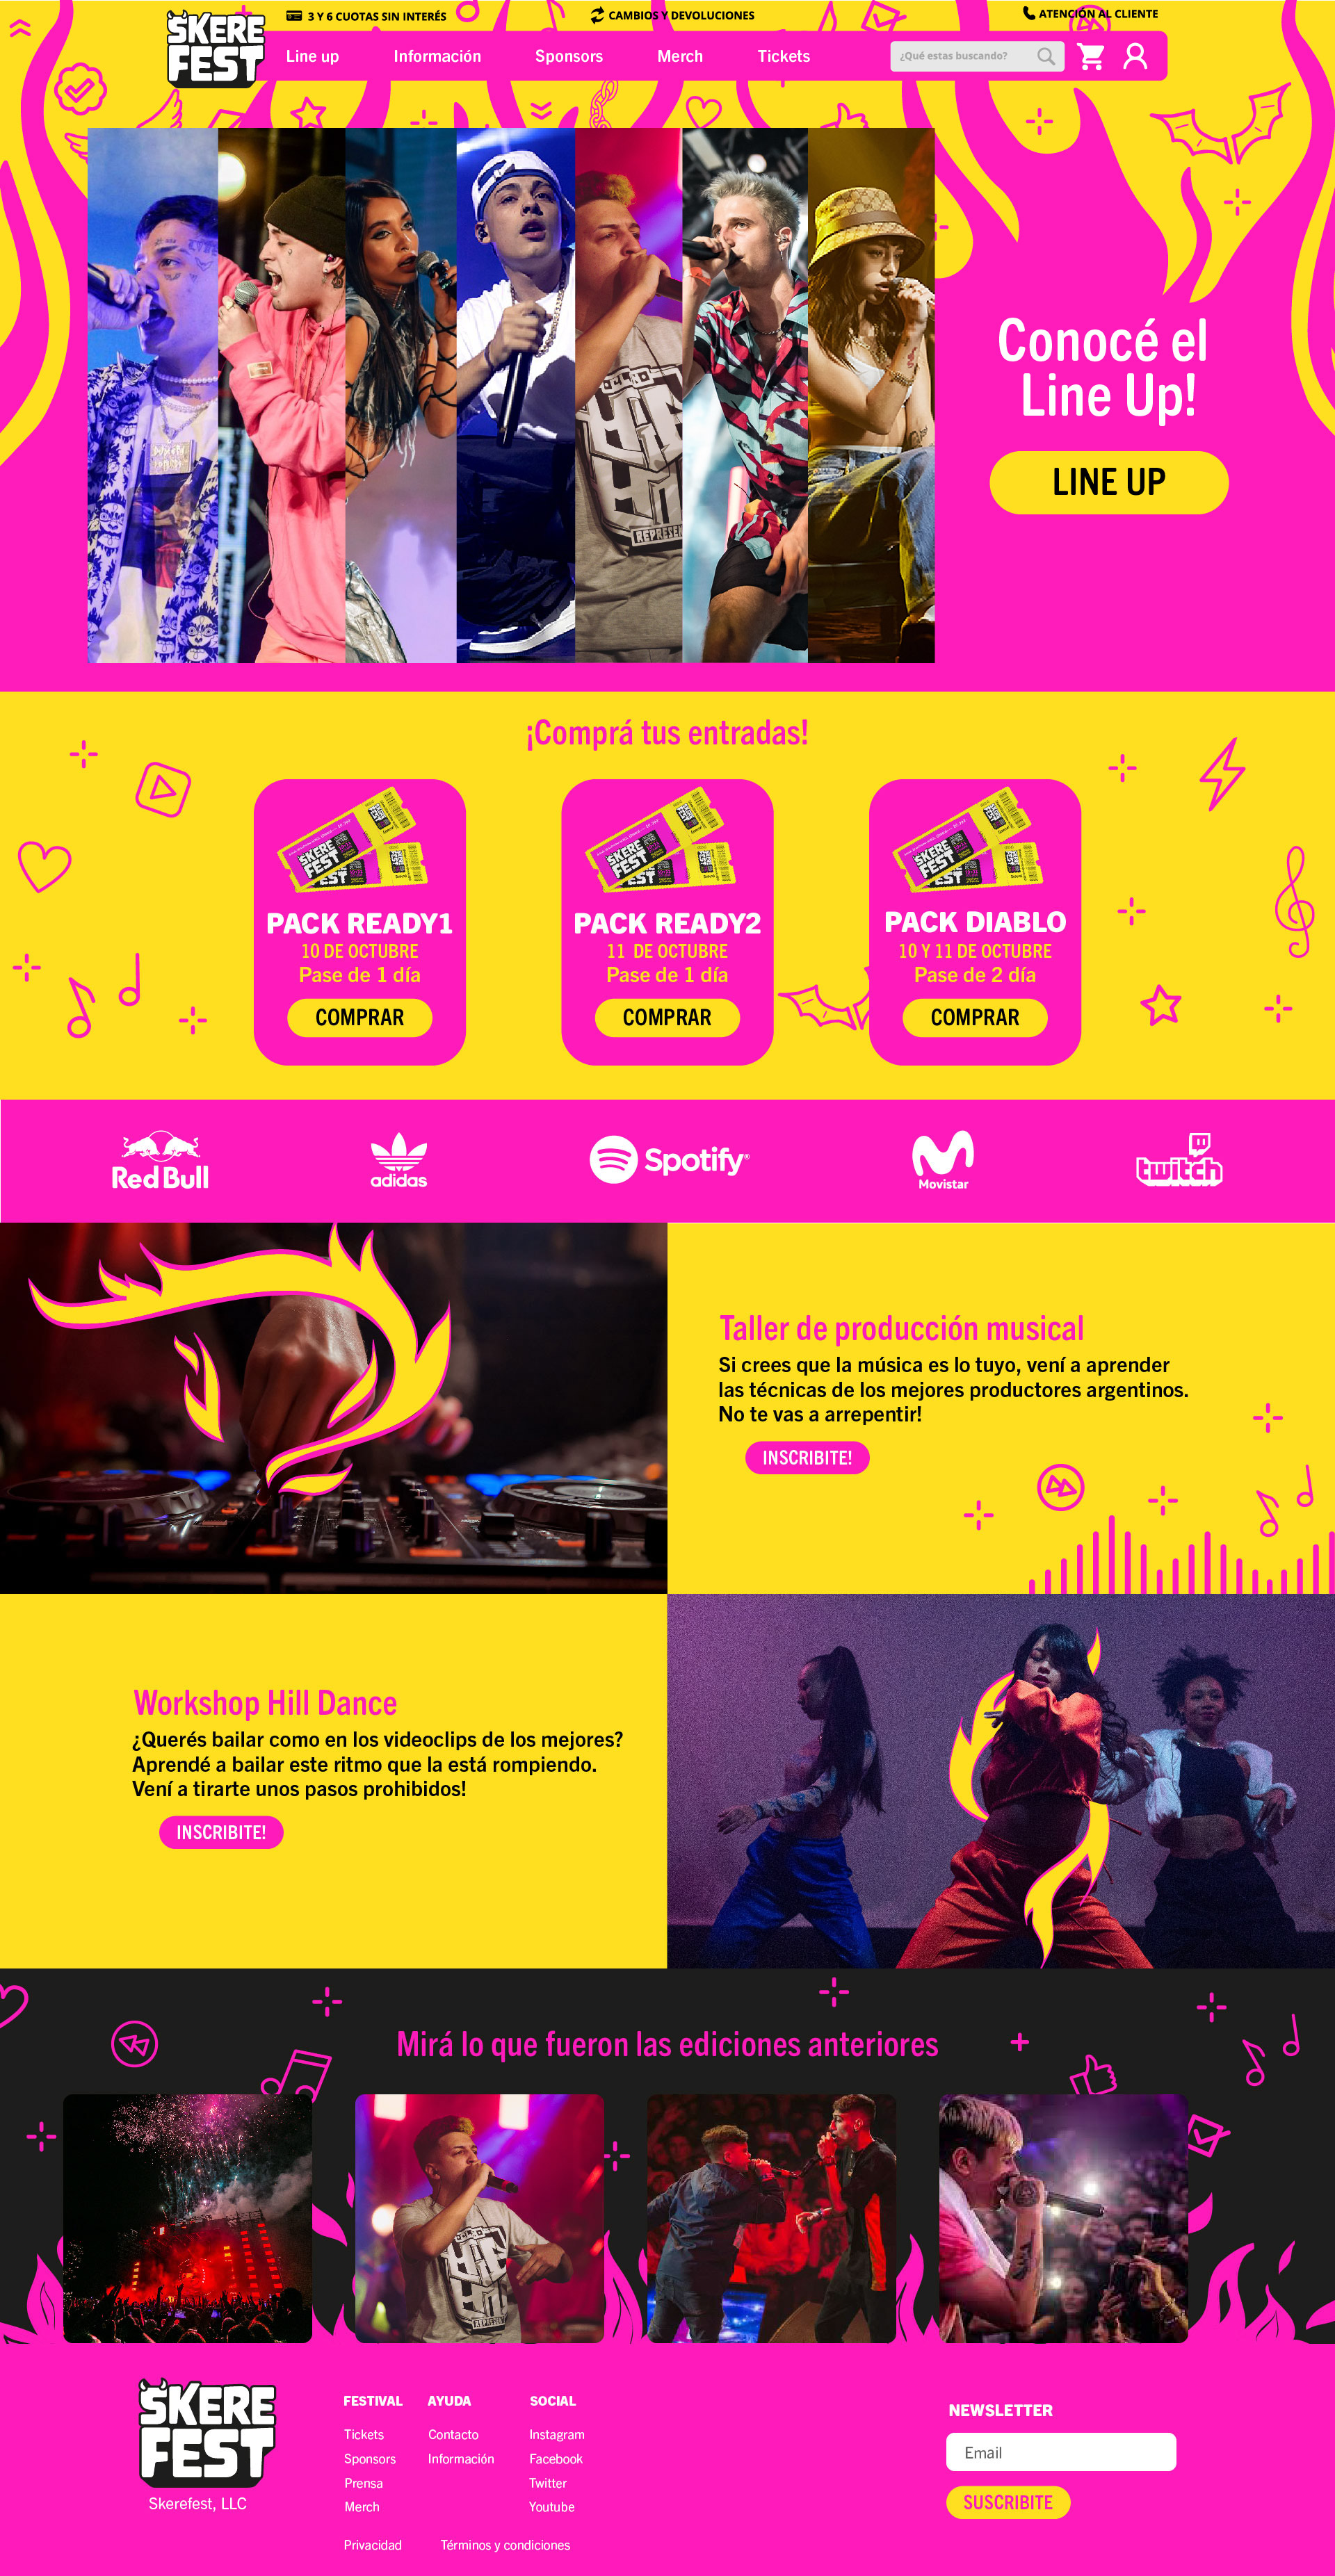 SKERE
FEST
3 Y 6 CUOTAS SIN INTERÉS
CAMBIOS Y DEVOLUCIONES
ATENCIÓN AL CLIENTE
Line up
Información
Sponsors
Merch
Tickets
¿Qué estas buscando?
REPRESEN
Conocé el
Line Up!
LINE UP
¡Comprá tus entradas!
SKERE
FEST
PACK READY1
10 DE OCTUBRE
Pase de 1 día
COMPRAR
SKERE
FEST
PACK READY2
11 DE OCTUBRE
Pase de 1 día
COMPRAR
SKERE
FEST
PACK DIABLO
10 Y 11 DE OCTUBRE
Pase de 2 día
COMPRAR
Red Bull
adidas
Spotify®
Movistar
twitch
Taller de producción musical
Si crees que la música es lo tuyo, vení a aprender
las técnicas de los mejores productores argentinos.
No te vas a arrepentir!
INSCRIBITE!
Workshop Hill Dance
¿Querés bailar como en los videoclips de los mejores?
Aprendé a bailar este ritmo que la está rompiendo.
Vení a tirarte unos pasos prohibidos!
INSCRIBITE!
Mirá lo que fueron las ediciones anteriores
SKERE
FEST
Skerefest, LLC
FESTIVAL
Tickets
Sponsors
Prensa
Merch
AYUDA
Contacto
Información
SOCIAL
Instagram
Facebook
Twitter
Youtube
Privacidad
Términos y condiciones
NEWSLETTER
Email
SUSCRIBITE